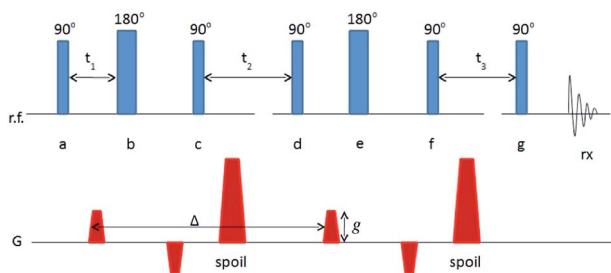 90° 180° 90° 90° 180° 90° 90°
t1 t2 t3
r.f.
a b c d e f g rx
Δ g
G
spoil spoil